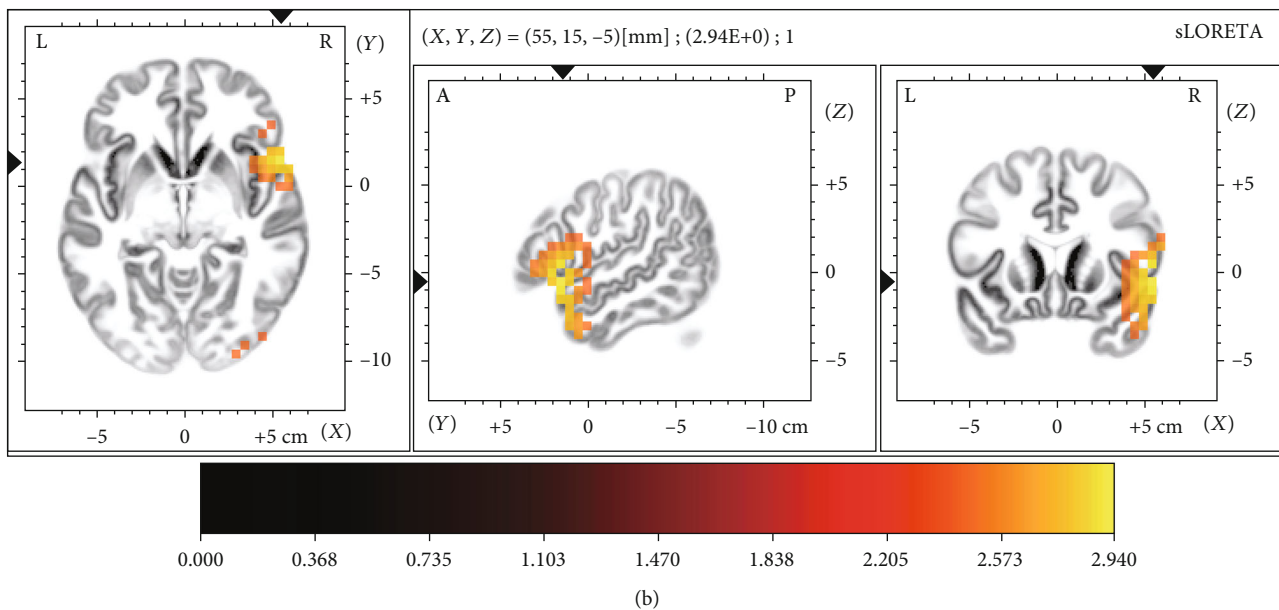 (X, Y, Z) = (55, 15, −5)[mm] ; (2.94E+0) ; 1
sLORETA
L R (Y)
+5
0
−5
−10
−5 0 +5 cm (X)
A P (Z)
+5
0
−5
(Y) +5 0 −5 −10 cm
L R (Z)
+5
0
−5
−5 0 +5 cm (X)
0.000 0.368 0.735 1.103 1.470 1.838 2.205 2.573 2.940
(b)